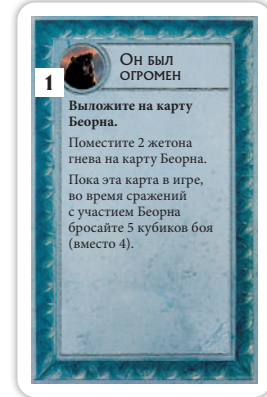 Он был
огромен
1
Выложите на карту
Беорна.
Поместите 2 жетона
гнева на карту Беорна.
Пока эта карта в игре,
во время сражений
с участием Беорна
бросайте 5 кубиков боя
(вместо 4).